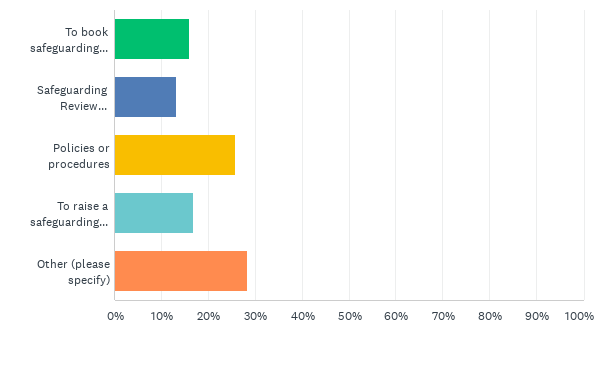 To book
safeguarding...
Safeguarding
Review...
Policies or
procedures
To raise a
safeguarding...
Other (please
specify)
0% 10% 20% 30% 40% 50% 60% 70% 80% 90% 100%